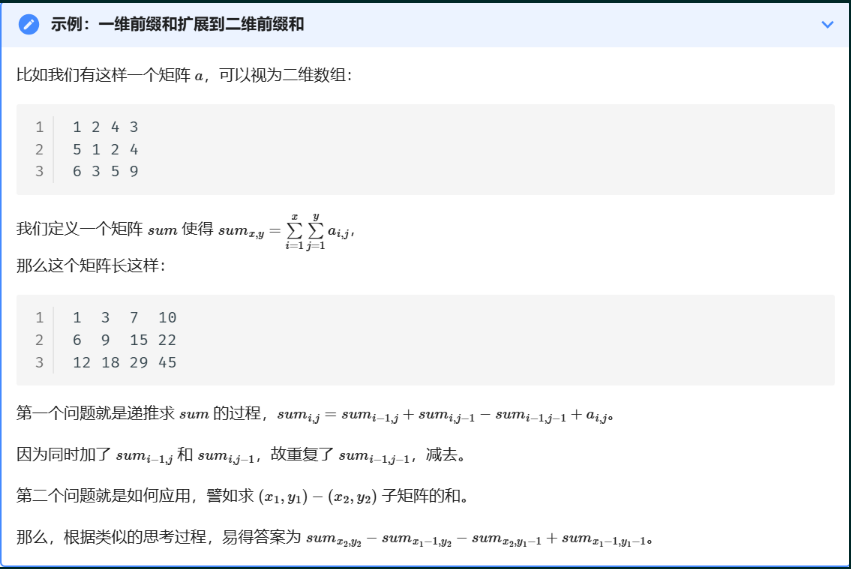 示例：一维前缀和扩展到二维前缀和
比如我们有这样一个矩阵 a，可以视为二维数组：
1 1 2 4 3
2 5 1 2 4
3 6 3 5 9
我们定义一个矩阵 sum 使得 sum_{x,y} = \sum_{i=1}^{x} \sum_{j=1}^{y} a_{i,j}，
那么这个矩阵长这样：
1 1 3 7 10
2 6 9 15 22
3 12 18 29 45
第一个问题就是递推求 sum 的过程，sum_{i,j} = sum_{i-1,j} + sum_{i,j-1} − sum_{i-1,j-1} + a_{i,j}。
因为同时加了 sum_{i-1,j} 和 sum_{i,j-1}，故重复了 sum_{i-1,j-1}，减去。
第二个问题就是如何应用，譬如求 (x_1, y_1) − (x_2, y_2) 子矩阵的和。
那么，根据类似的思考过程，易得答案为 sum_{x_2,y_2} − sum_{x_1-1,y_2} − sum_{x_2,y_1-1} + sum_{x_1-1,y_1-1}。